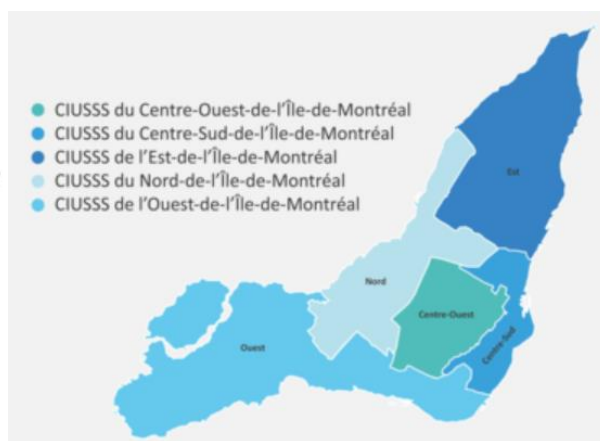 CIUSSS du Centre-Ouest-de-l'Île-de-Montréal
CIUSSS du Centre-Sud-de-l'Île-de-Montréal
CIUSSS de l'Est-de-l'Île-de-Montréal
CIUSSS du Nord-de-l'Île-de-Montréal
CIUSSS de l'Ouest-de-l'Île-de-Montréal
Est
Nord
Centre-Ouest
Centre-Sud
Ouest